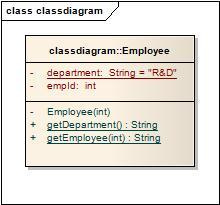 class classdiagram
classdiagram::Employee
- department: String = "R&D"
- empId: int
- Employee(int)
+ getDepartment() : String
+ getEmployee(int) : String